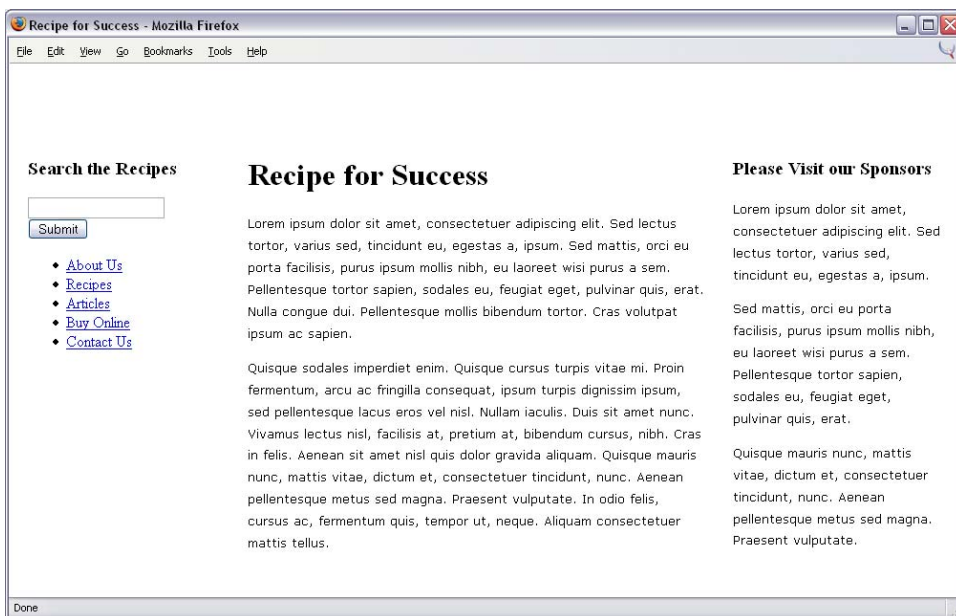 Recipe for Success - Mozilla Firefox
File Edit View Go Bookmarks Tools Help
Search the Recipes
Submit
About Us
Recipes
Articles
Buy Online
Contact Us
Recipe for Success
Lorem ipsum dolor sit amet, consectetuer adipiscing elit. Sed lectus
tortor, varius sed, tincidunt eu, egestas a, ipsum. Sed mattis, orci eu
porta facilisis, purus ipsum mollis nibh, eu laoreet wisi purus a sem.
Pellentesque tortor sapien, sodales eu, feugiat eget, pulvinar quis, erat.
Nulla congue dui. Pellentesque mollis bibendum tortor. Cras volutpat
ipsum ac sapien.
Quisque sodales imperdiet enim. Quisque cursus turpis vitae mi. Proin
fermentum, arcu ac fringilla consequat, ipsum turpis dignissim ipsum,
sed pellentesque lacus eros vel nisl. Nullam iaculis. Duis sit amet nunc.
Vivamus lectus nisl, facilisis at, pretium at, bibendum cursus, nibh. Cras
in felis. Aenean sit amet nisl quis dolor gravida aliquam. Quisque mauris
nunc, mattis vitae, dictum et, consectetuer tincidunt, nunc. Aenean
pellentesque metus sed magna. Praesent vulputate. In odio felis,
cursus ac, fermentum quis, tempor ut, neque. Aliquam consectetuer
mattis tellus.
Please Visit our Sponsors
Lorem ipsum dolor sit amet,
consectetuer adipiscing elit. Sed
lectus tortor, varius sed,
tincidunt eu, egestas a, ipsum.
Sed mattis, orci eu porta
facilisis, purus ipsum mollis nibh,
eu laoreet wisi purus a sem.
Pellentesque tortor sapien,
sodales eu, feugiat eget,
pulvinar quis, erat.
Quisque mauris nunc, mattis
vitae, dictum et, consectetuer
tincidunt, nunc. Aenean
pellentesque metus sed magna.
Praesent vulputate.
Done